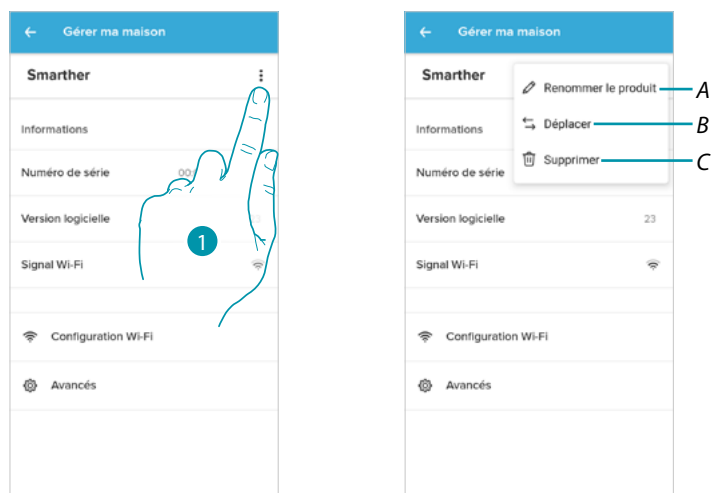 Gérer ma maison
Smarther
Informations
Numéro de série
00:
Version logicielle
23
Signal Wi-Fi
1
Configuration Wi-Fi
Avancés
Gérer ma maison
Smarther
Renommer le produit
A
Informations
Déplacer
B
Supprimer
C
Numéro de série
Version logicielle
23
Signal Wi-Fi
Configuration Wi-Fi
Avancés